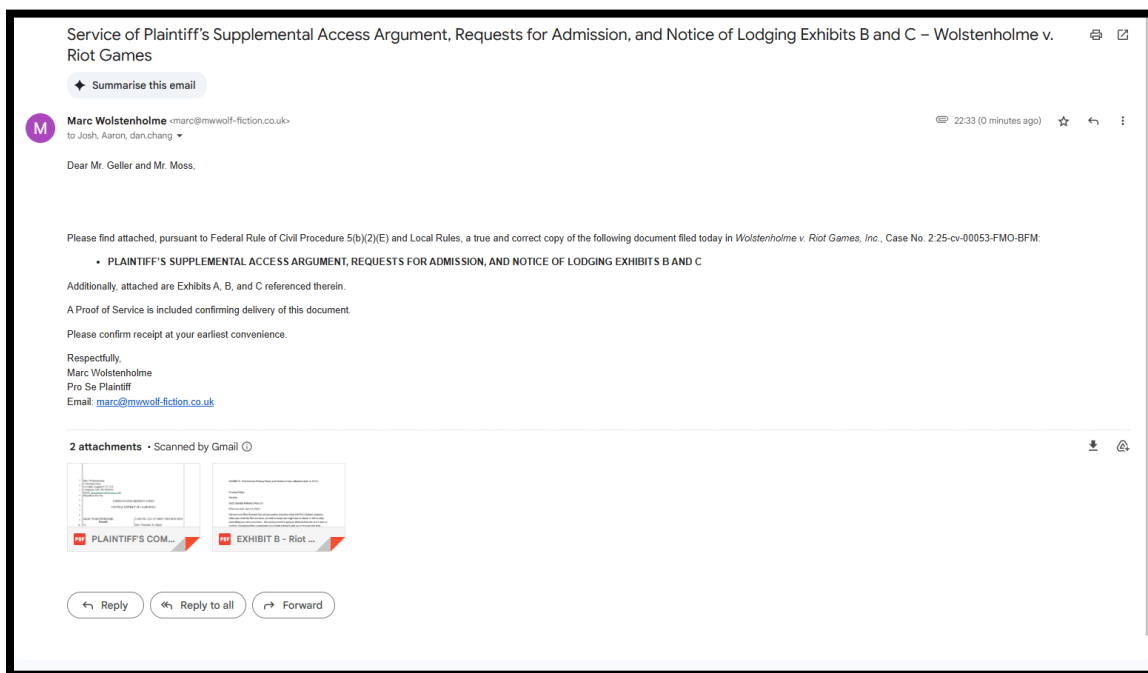 Service of Plaintiff's Supplemental Access Argument, Requests for Admission, and Notice of Lodging Exhibits B and C – Wolstenholme v.
Riot Games
Summarise this email
M
Marc Wolstenholme <marc@mwwolf-fiction.co.uk>
22:33 (0 minutes ago)
to Josh, Aaron, dan.chang
Dear Mr. Geller and Mr. Moss,
Please find attached, pursuant to Federal Rule of Civil Procedure 5(b)(2)(E) and Local Rules, a true and correct copy of the following document filed today in Wolstenholme v. Riot Games, Inc., Case No. 2:25-cv-00053-FMO-BFM:
• PLAINTIFF'S SUPPLEMENTAL ACCESS ARGUMENT, REQUESTS FOR ADMISSION, AND NOTICE OF LODGING EXHIBITS B AND C
Additionally, attached are Exhibits A, B, and C referenced therein.
A Proof of Service is included confirming delivery of this document.
Please confirm receipt at your earliest convenience.
Respectfully,
Marc Wolstenholme
Pro Se Plaintiff
Email: marc@mwwolf-fiction.co.uk
2 attachments • Scanned by Gmail
PDF PLAINTIFF'S COM...
PDF EXHIBIT B - Riot ...
Reply
Reply to all
Forward